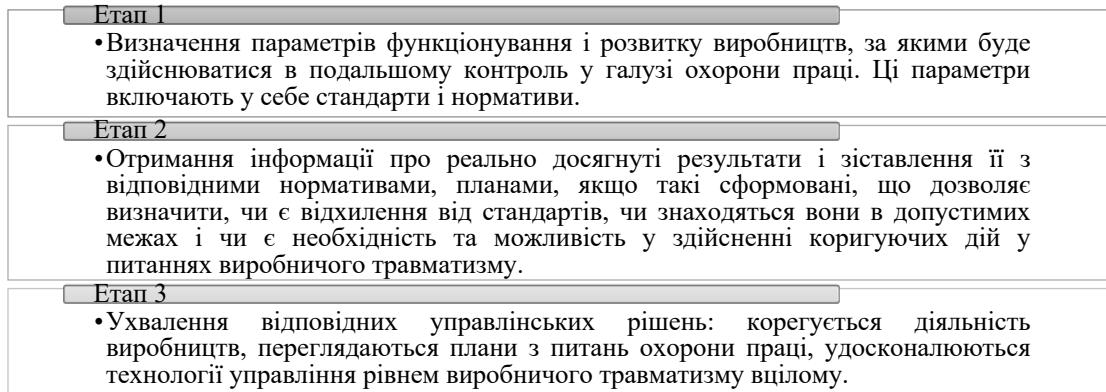 Етап 1
•Визначення параметрів функціонування і розвитку виробництв, за якими буде
здійснюватися в подальшому контроль у галузі охорони праці. Ці параметри
включають у себе стандарти і нормативи.
Етап 2
•Отримання інформації про реально досягнуті результати і зіставлення її з
відповідними нормативами, планами, якщо такі сформовані, що дозволяє
визначити, чи є відхилення від стандартів, чи знаходяться вони в допустимих
межах і чи є необхідність та можливість у здійсненні коригуючих дій у
питаннях виробничого травматизму.
Етап 3
•Ухвалення відповідних управлінських рішень: корегується діяльність
виробництв, переглядаються плани з питань охорони праці, удосконалюються
технології управління рівнем виробничого травматизму вцілому.